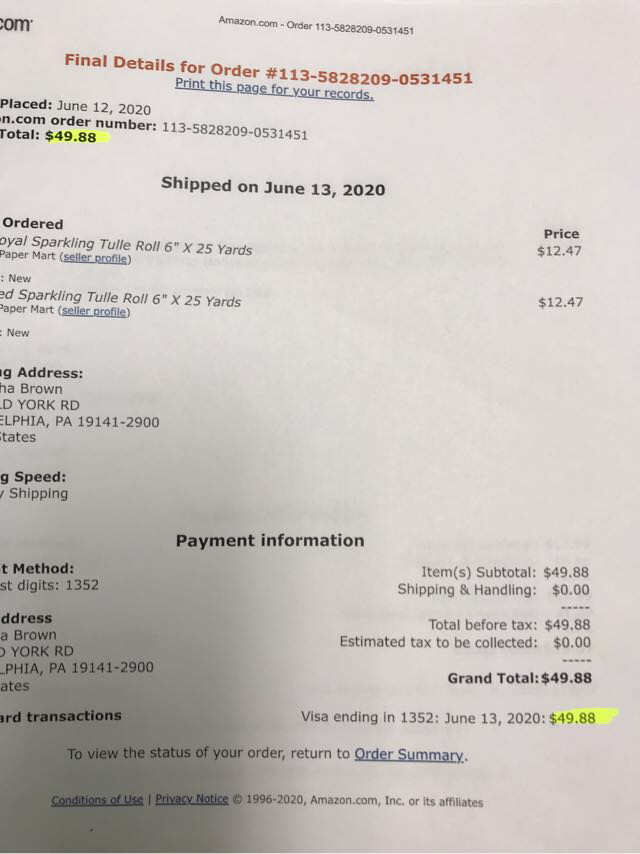 com
Amazon.com - Order 113-5828209-0531451
Final Details for Order #113-5828209-0531451
Print this page for your records.
Placed: June 12, 2020
n.com order number: 113-5828209-0531451
Total: $49.88
Shipped on June 13, 2020
Ordered Price
oyal Sparkling Tulle Roll 6" X 25 Yards $12.47
Paper Mart (seller profile)
: New
ed Sparkling Tulle Roll 6" X 25 Yards $12.47
Paper Mart (seller profile)
: New
ng Address:
ha Brown
LD YORK RD
ELPHIA, PA 19141-2900
States
g Speed:
y Shipping
Payment information
t Method:
st digits: 1352
Item(s) Subtotal: $49.88
Shipping & Handling: $0.00
-----
Total before tax: $49.88
Estimated tax to be collected: $0.00
-----
Grand Total:$49.88
ddress
a Brown
D YORK RD
LPHIA, PA 19141-2900
ates
ard transactions Visa ending in 1352: June 13, 2020: $49.88
To view the status of your order, return to Order Summary.
Conditions of Use | Privacy Notice © 1996-2020, Amazon.com, Inc. or its affiliates